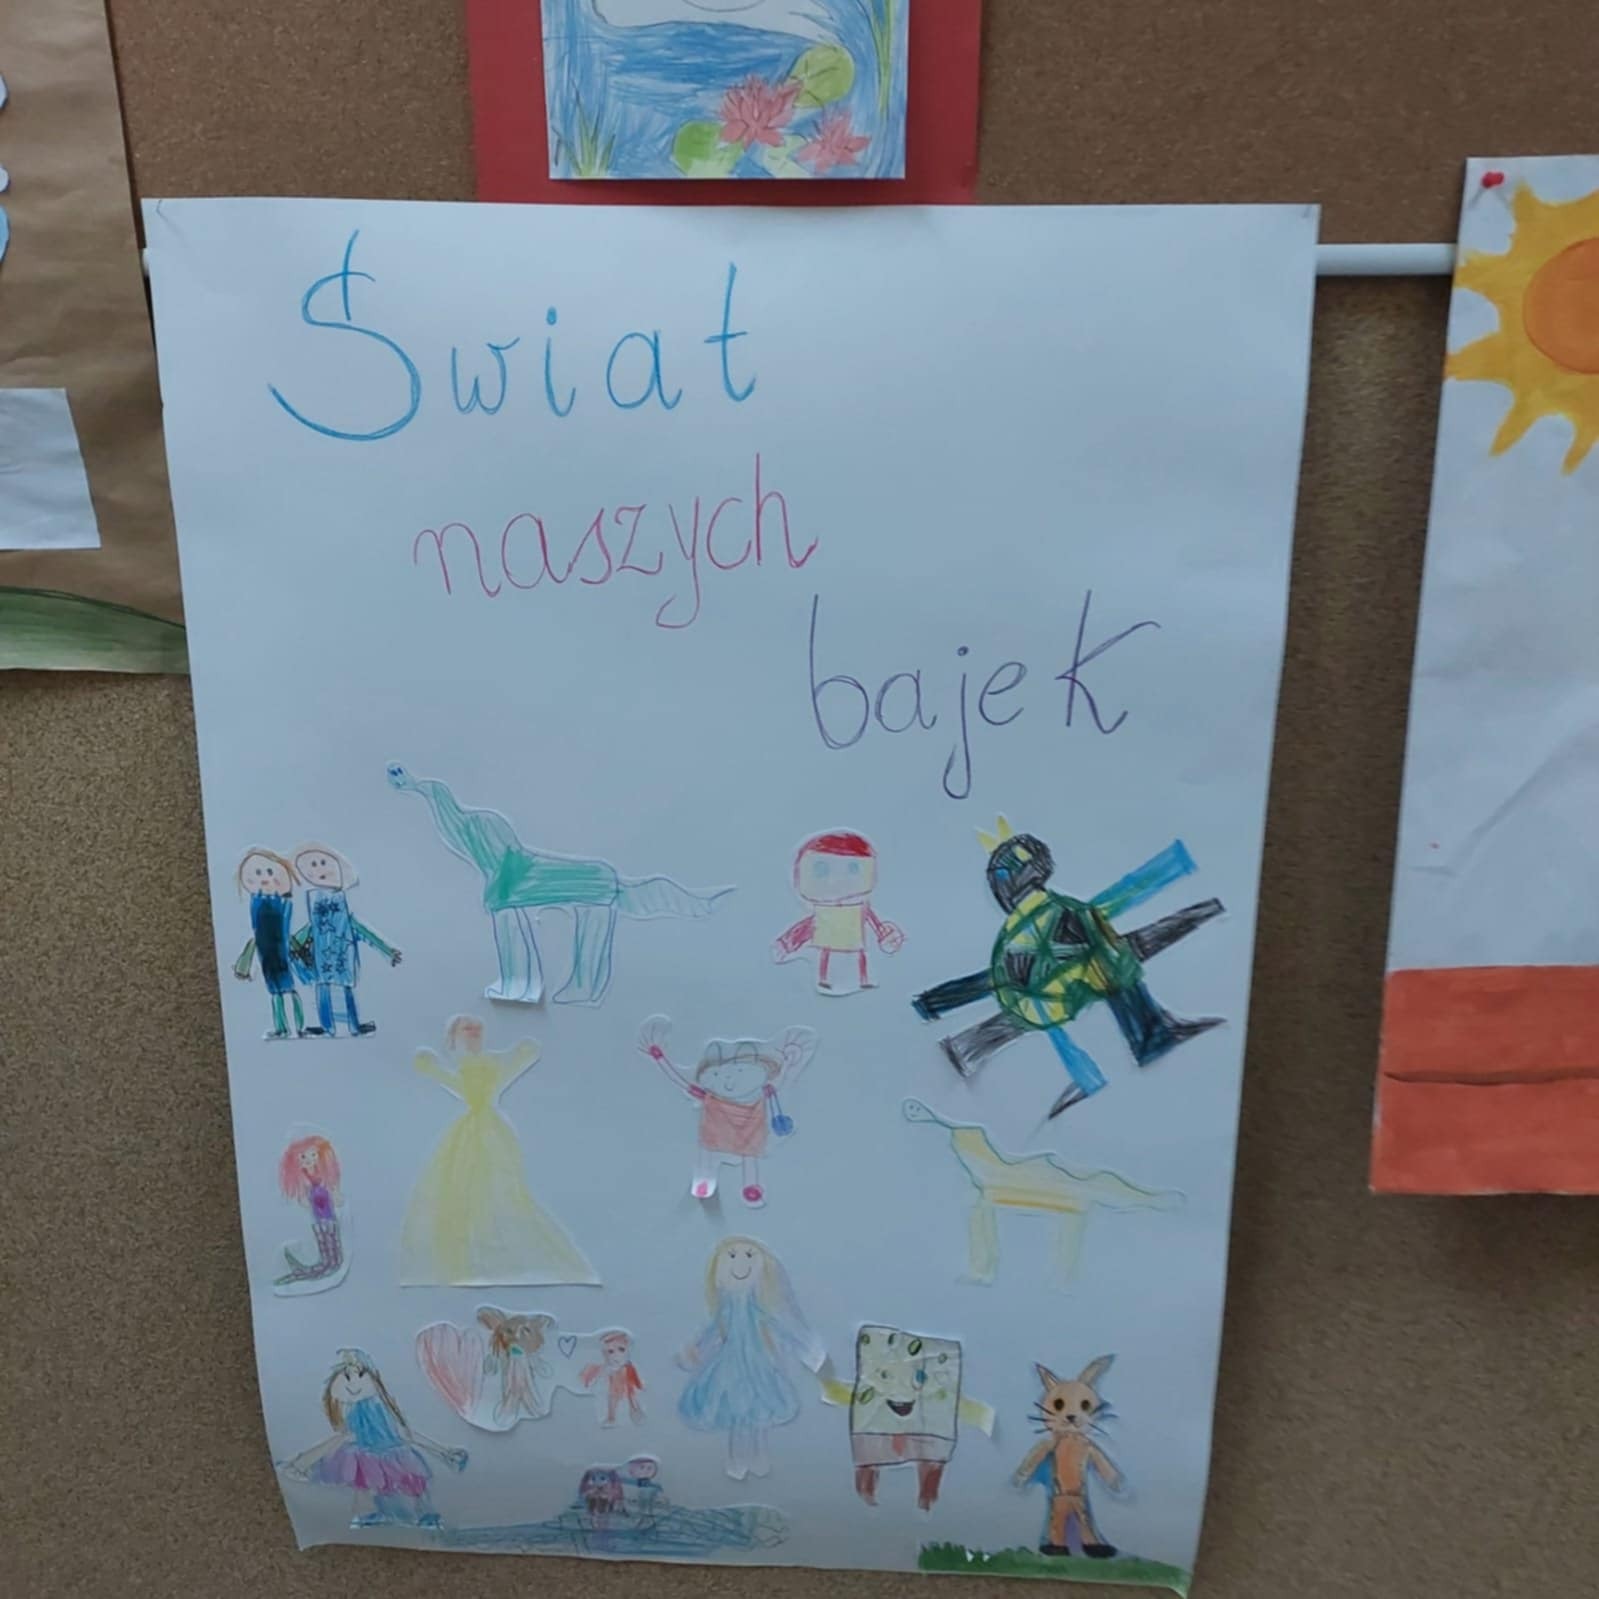 Świat
naszych
bajek